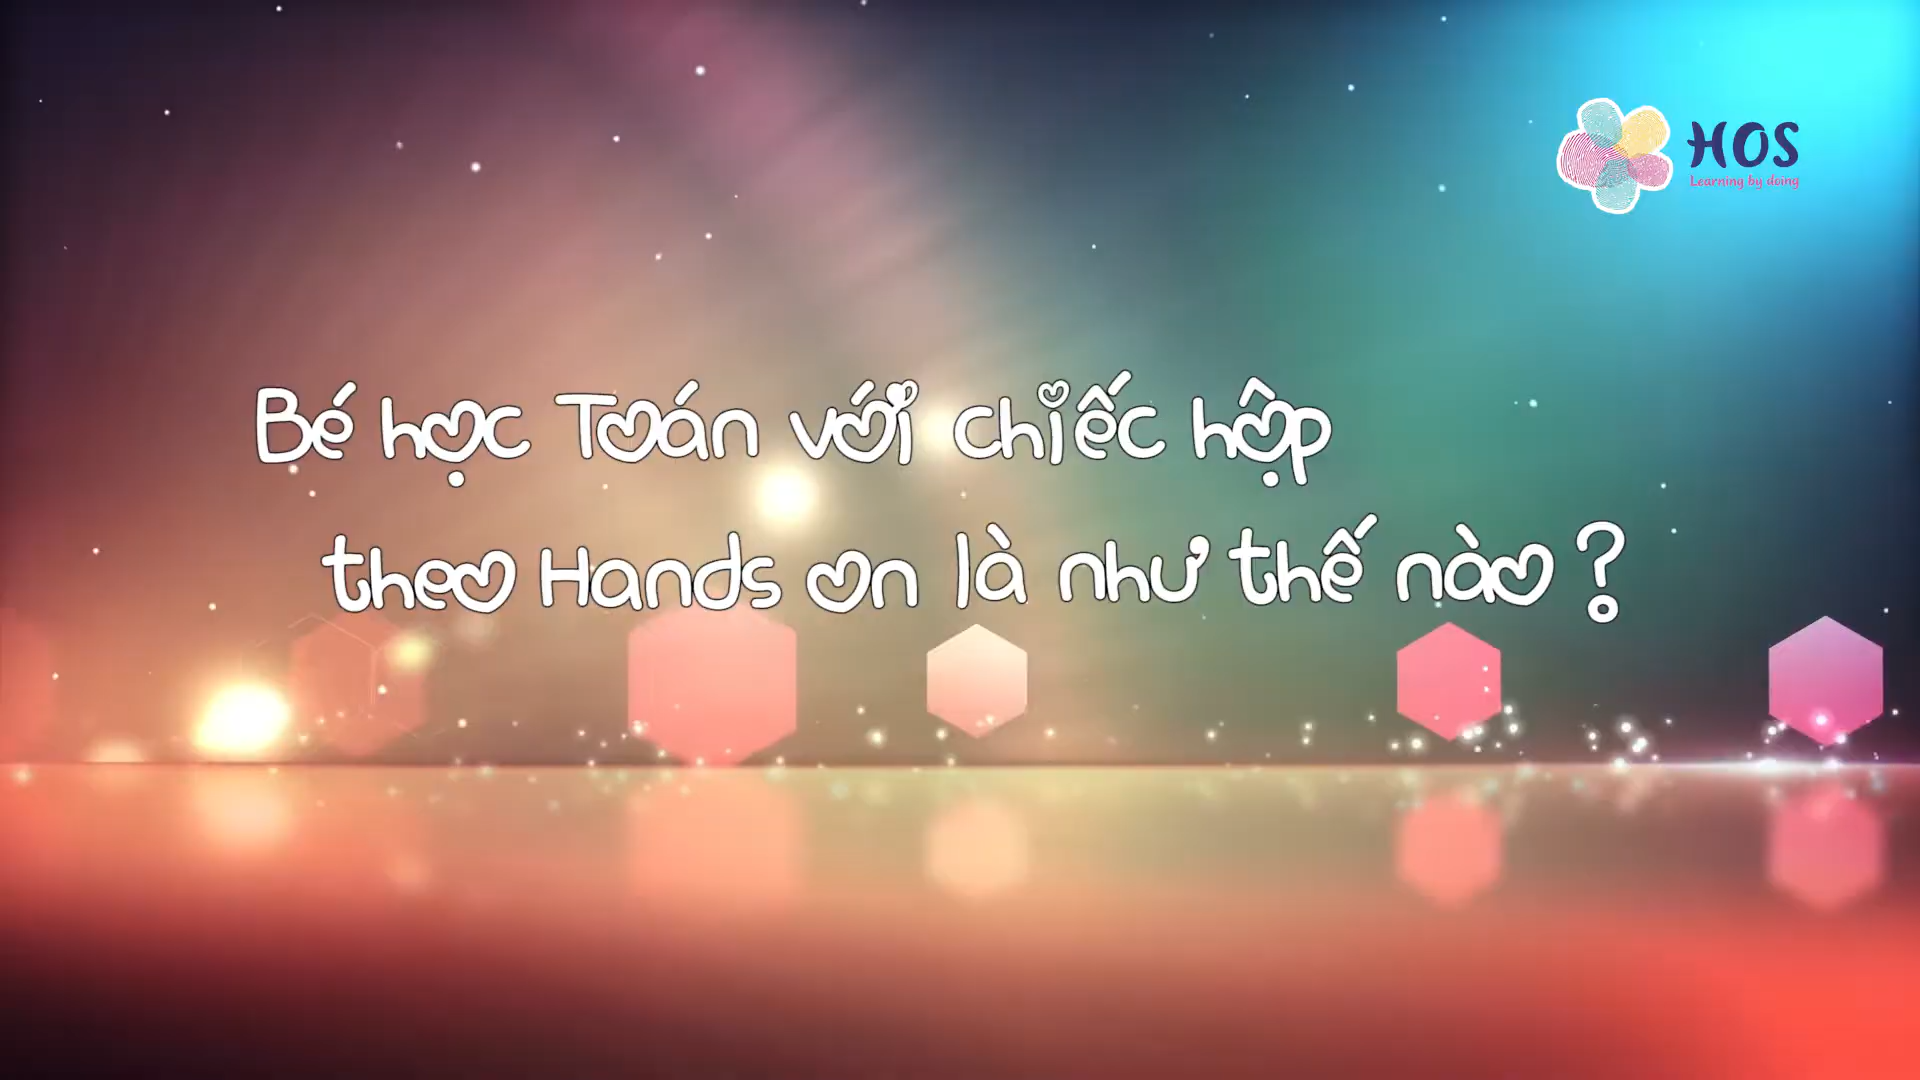 HOS
Learning by doing
Bé học Toán với chiếc hộp
theo Hands on là như thế nào ?